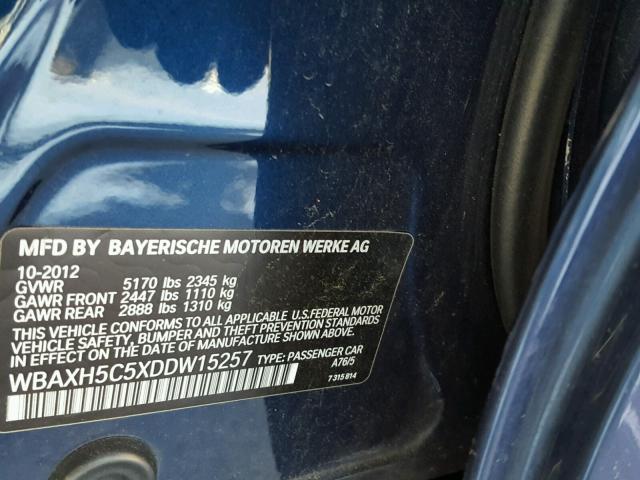 MFD BY BAYERISCHE MOTOREN WERKE AG
10-2012
GVWR 5170 lbs 2345 kg
GAWR FRONT 2447 lbs 1110 kg
GAWR REAR 2888 lbs 1310 kg
THIS VEHICLE CONFORMS TO ALL APPLICABLE U.S.FEDERAL MOTOR
VEHICLE SAFETY, BUMPER AND THEFT PREVENTION STANDARDS
IN EFFECT ON THE DATE OF MANUFACTURE SHOWN ABOVE.
WBAXH5C5XDDW15257 TYPE: PASSENGER CAR
A76/5
7 315 814